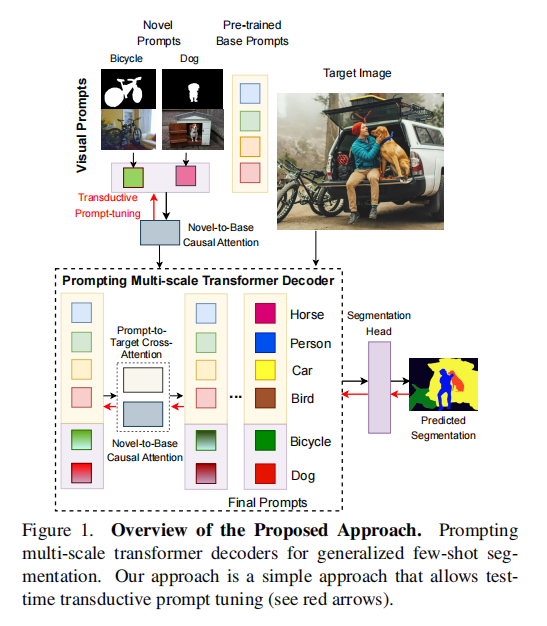 Novel
Prompts
Pre-trained
Base Prompts
Bicycle
Dog
Target Image
Visual Prompts
Transductive
Prompt-tuning
Novel-to-Base
Causal Attention
Prompting Multi-scale Transformer Decoder
Prompt-to-
Target Cross-
Attention
Novel-to-Base
Causal Attention
...
Horse
Person
Car
Bird
Bicycle
Dog
Final Prompts
Segmentation
Head
Predicted
Segmentation
Figure 1. Overview of the Proposed Approach. Prompting
multi-scale transformer decoders for generalized few-shot seg-
mentation. Our approach is a simple approach that allows test-
time transductive prompt tuning (see red arrows).